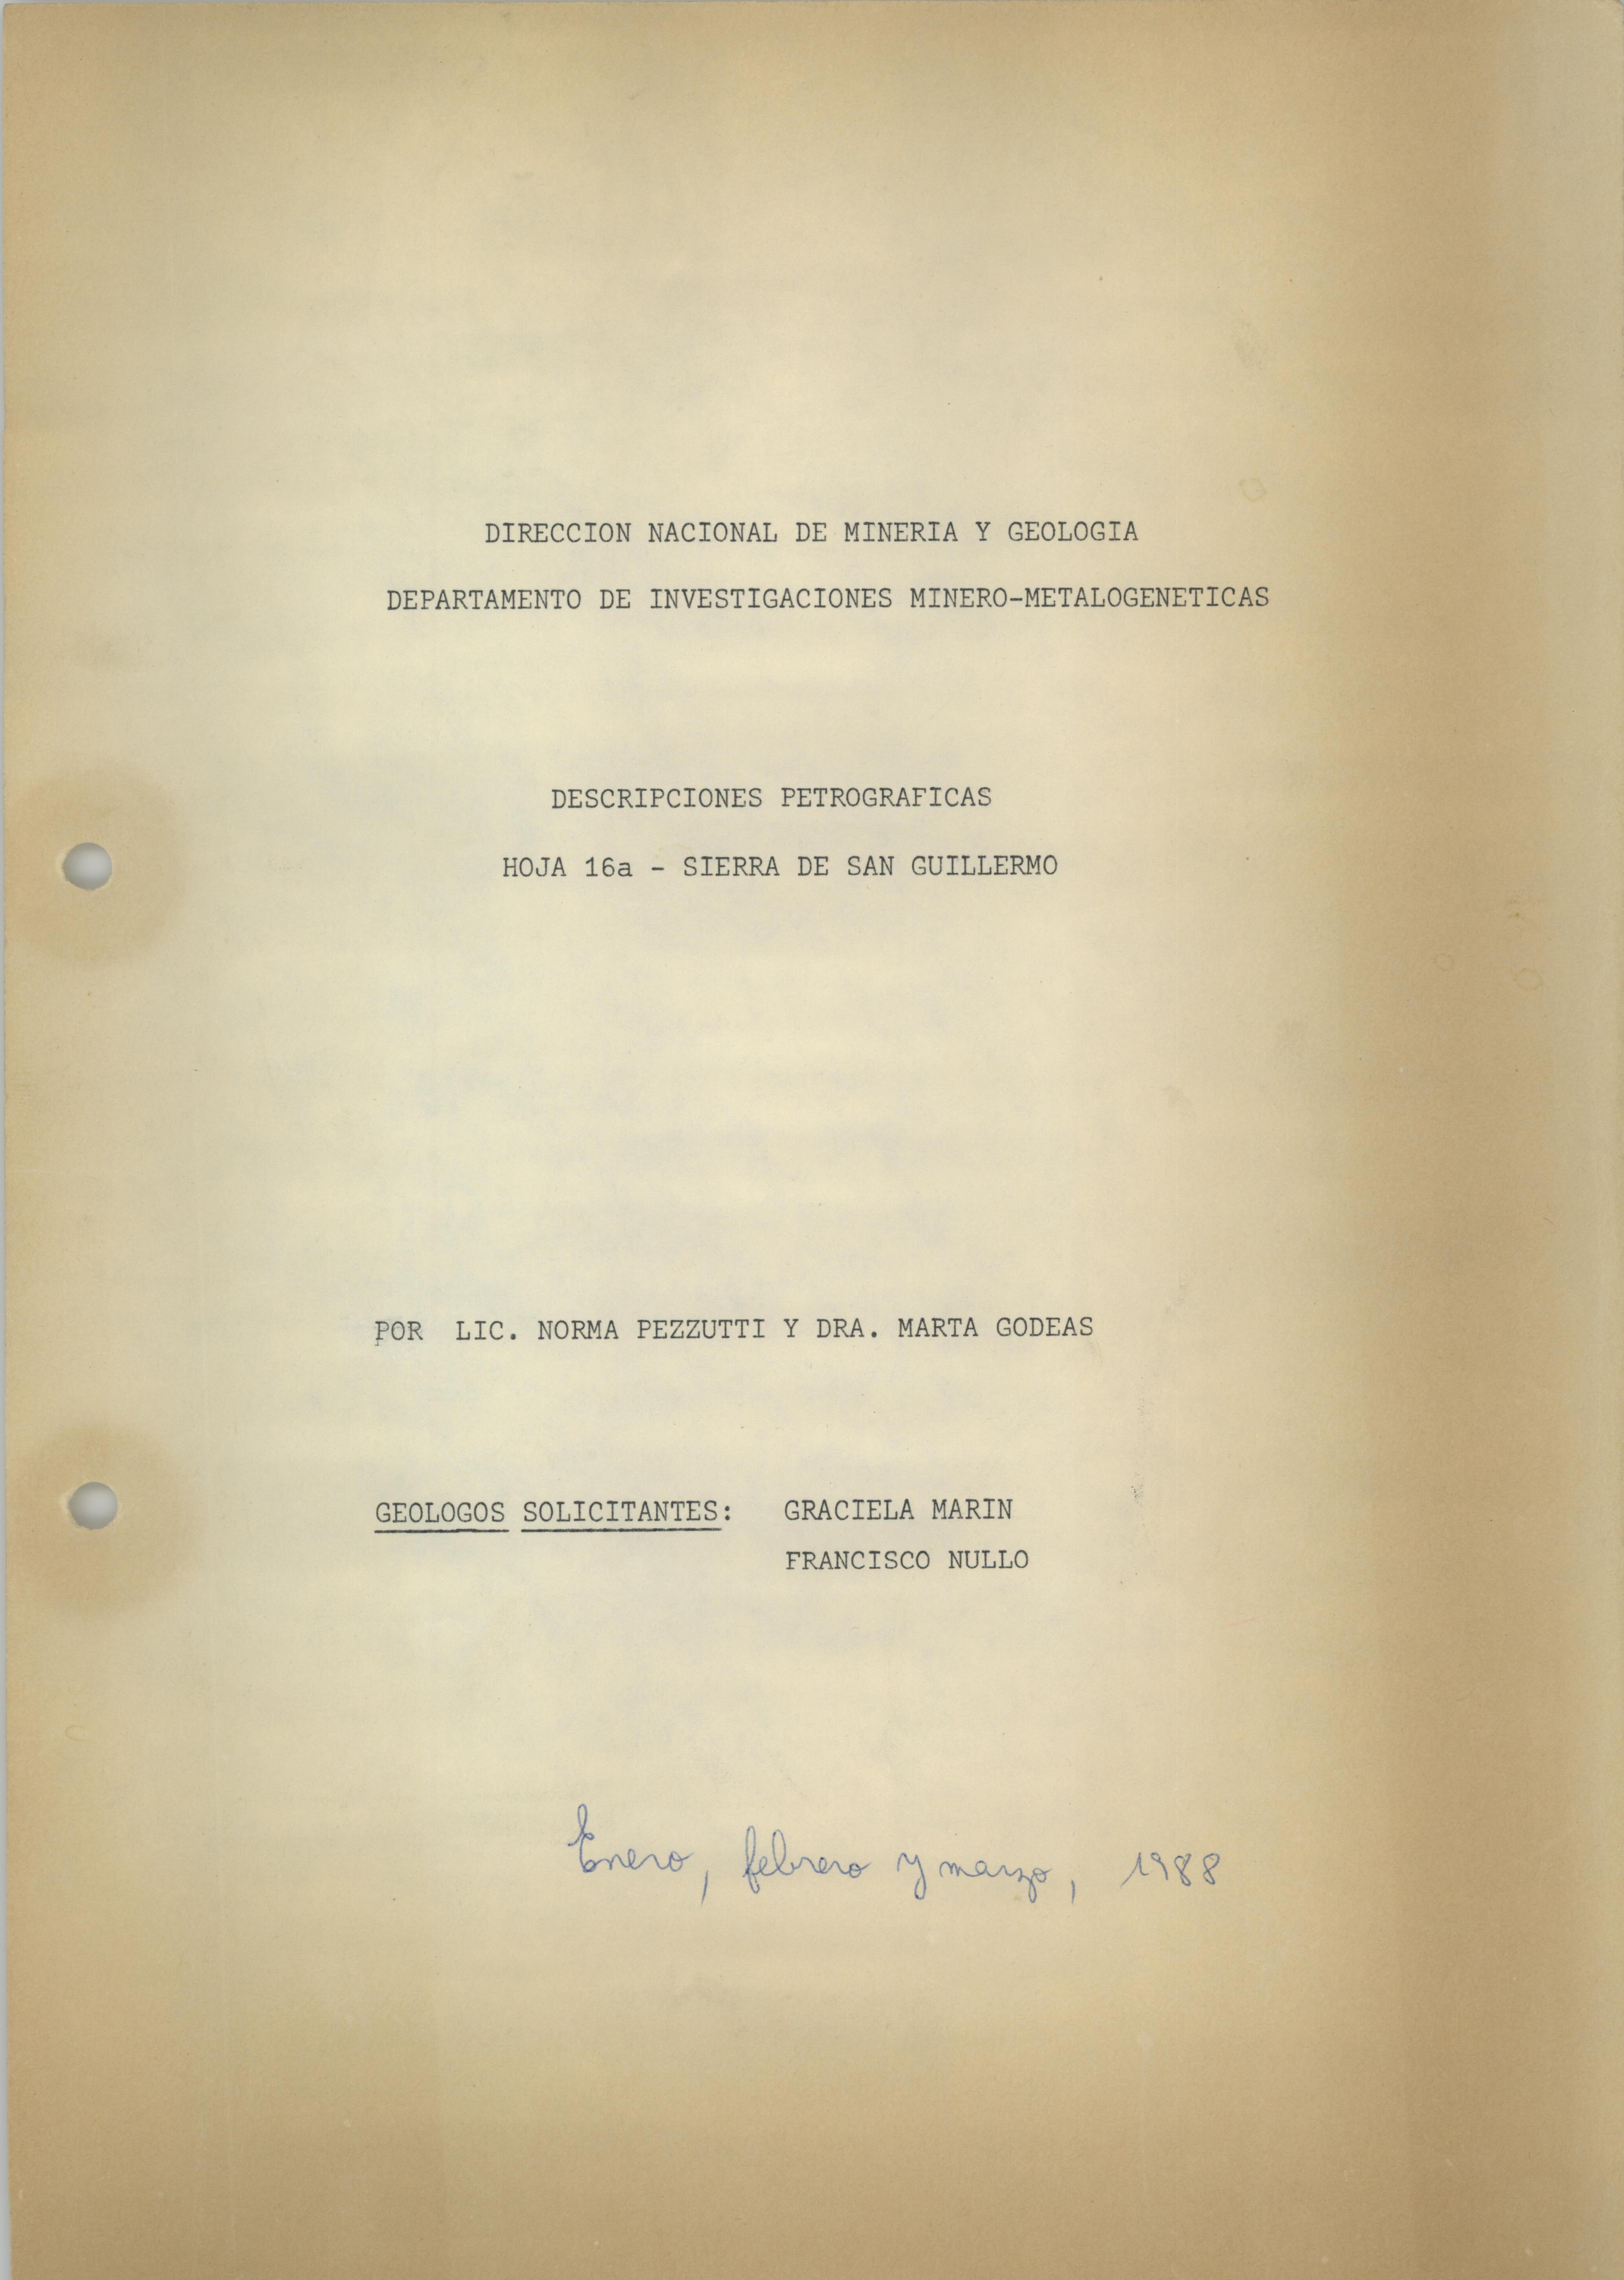 DIRECCION NACIONAL DE MINERIA Y GEOLOGIA
DEPARTAMENTO DE INVESTIGACIONES MINERO-METALOGENETICAS
DESCRIPCIONES PETROGRAFICAS
HOJA 16a - SIERRA DE SAN GUILLERMO
POR LIC. NORMA PEZZUTTI Y DRA. MARTA GODEAS
GEOLOGOS SOLICITANTES: GRACIELA MARIN
FRANCISCO NULLO
Enero, febrero y marzo, 1988